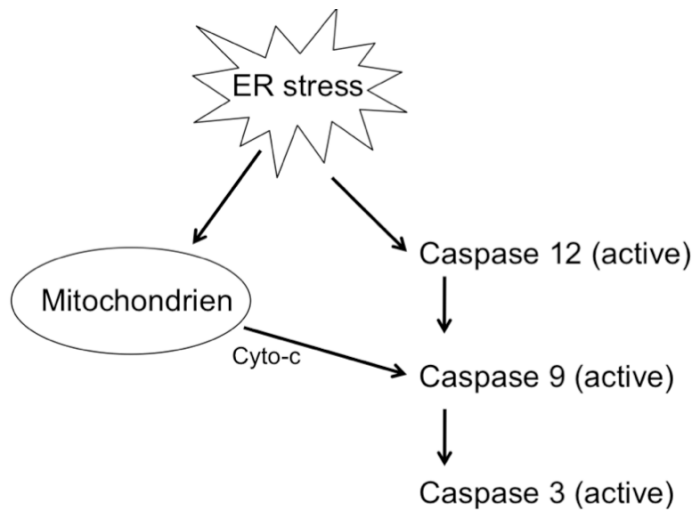 ER stress
Caspase 12 (active)
Mitochondrien
Cyto-c
Caspase 9 (active)
Caspase 3 (active)